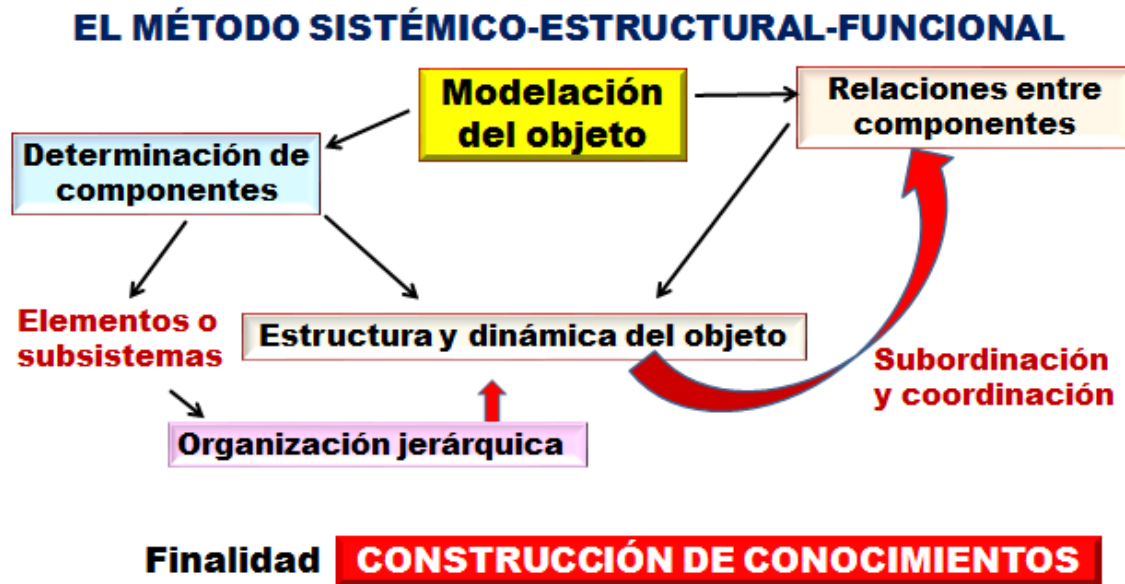 EL MÉTODO SISTÉMICO-ESTRUCTURAL-FUNCIONAL
Modelación
del objeto
Relaciones entre
componentes
Determinación de
componentes
Elementos o
subsistemas
Estructura y dinámica del objeto
Subordinación
y coordinación
Organización jerárquica
Finalidad CONSTRUCCIÓN DE CONOCIMIENTOS